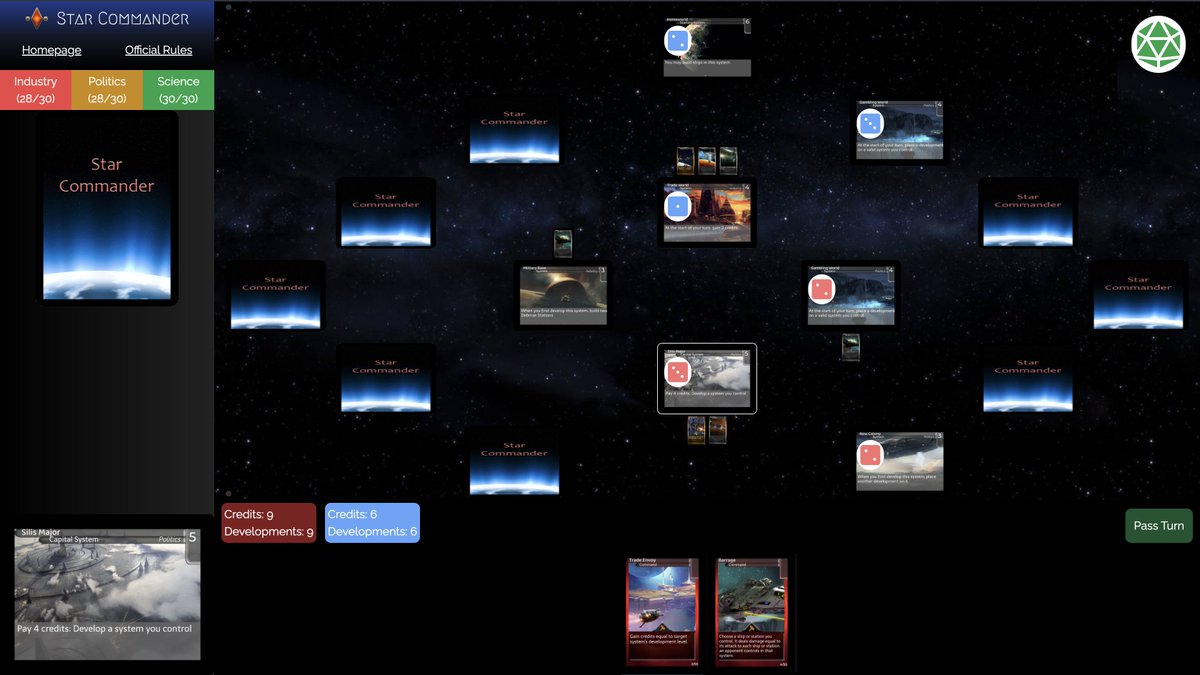 STAR COMMANDER
Homepage
Official Rules
Industry
(28/30)
Politics
(28/30)
Science
(30/30)
Star
Commander
Homeworld
6
You may build ships in this system.
Star
Commander
Gambling World
System
4
At the start of your turn, place a development
on a valid system you control.
Star
Commander
Trade World
System
4
At the start of your turn, gain 2 credits.
Star
Commander
Star
Commander
Military Base
System
Politics
3
When you first develop this system, build two
Defense Stations
Gambling World
System
Politics
4
At the start of your turn, place a development
on a valid system you control.
Star
Commander
Star
Commander
Silis Major
Capital System
5
Pay 4 credits: Develop a system you control
Star
Commander
Star
Commander
New Colony
System
Politics
3
When you first develop this system, place
another development on it.
Credits: 9
Developments: 9
Credits: 6
Developments: 6
Pass Turn
Silis Major
Capital System
Politics
5
Pay 4 credits: Develop a system you control
Trade Envoy
Command
Gain credits equal to target
system's development level.
Barrage
Command
Choose a ship or station you
control. It deals damage equal to
its attack to each ship or station
an opponent controls in that
system.